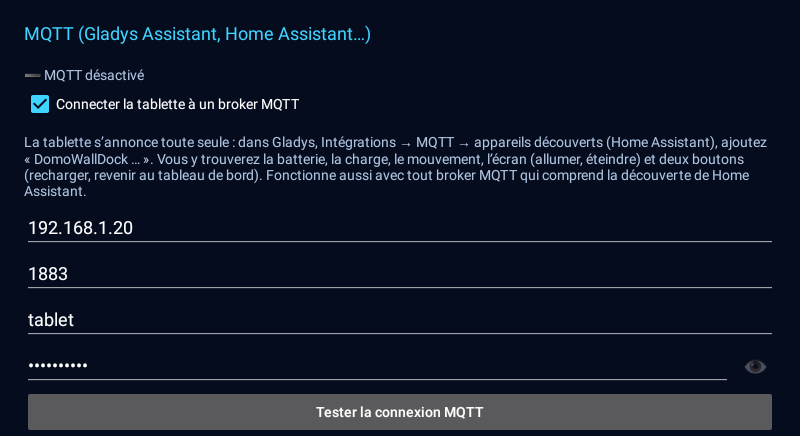 MQTT (Gladys Assistant, Home Assistant…)
MQTT désactivé
Connecter la tablette à un broker MQTT
La tablette s’annonce toute seule : dans Gladys, Intégrations → MQTT → appareils découverts (Home Assistant), ajoutez
« DomoWallDock … ». Vous y trouverez la batterie, la charge, le mouvement, l’écran (allumer, éteindre) et deux boutons
(recharger, revenir au tableau de bord). Fonctionne aussi avec tout broker MQTT qui comprend la découverte de Home
Assistant.
192.168.1.20
1883
tablet
••••••••••
Tester la connexion MQTT